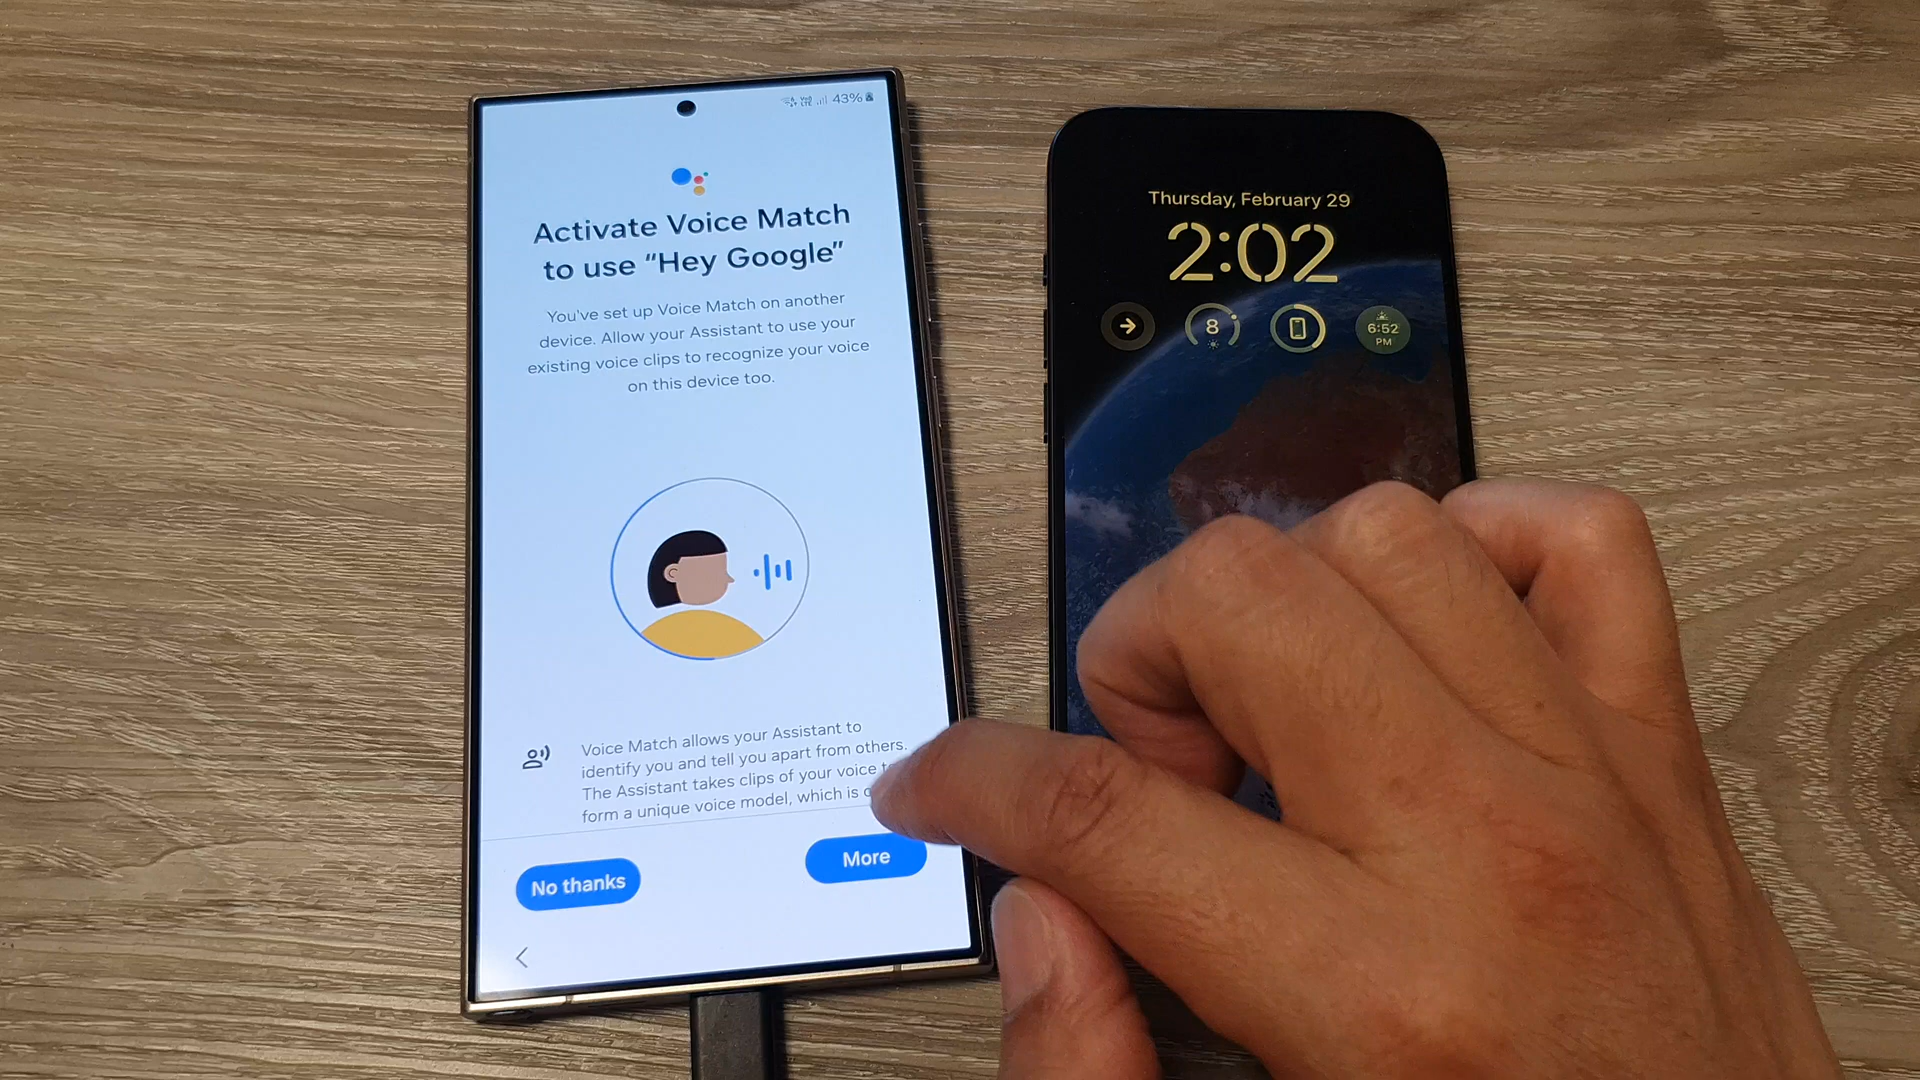 43%
Activate Voice Match
to use “Hey Google”
You've set up Voice Match on another
device. Allow your Assistant to use your
existing voice clips to recognize your voice
on this device too.
Voice Match allows your Assistant to
identify you and tell you apart from others.
The Assistant takes clips of your voice
form a unique voice model, which is
No thanks
More
Thursday, February 29
2:02
8
6:52
PM